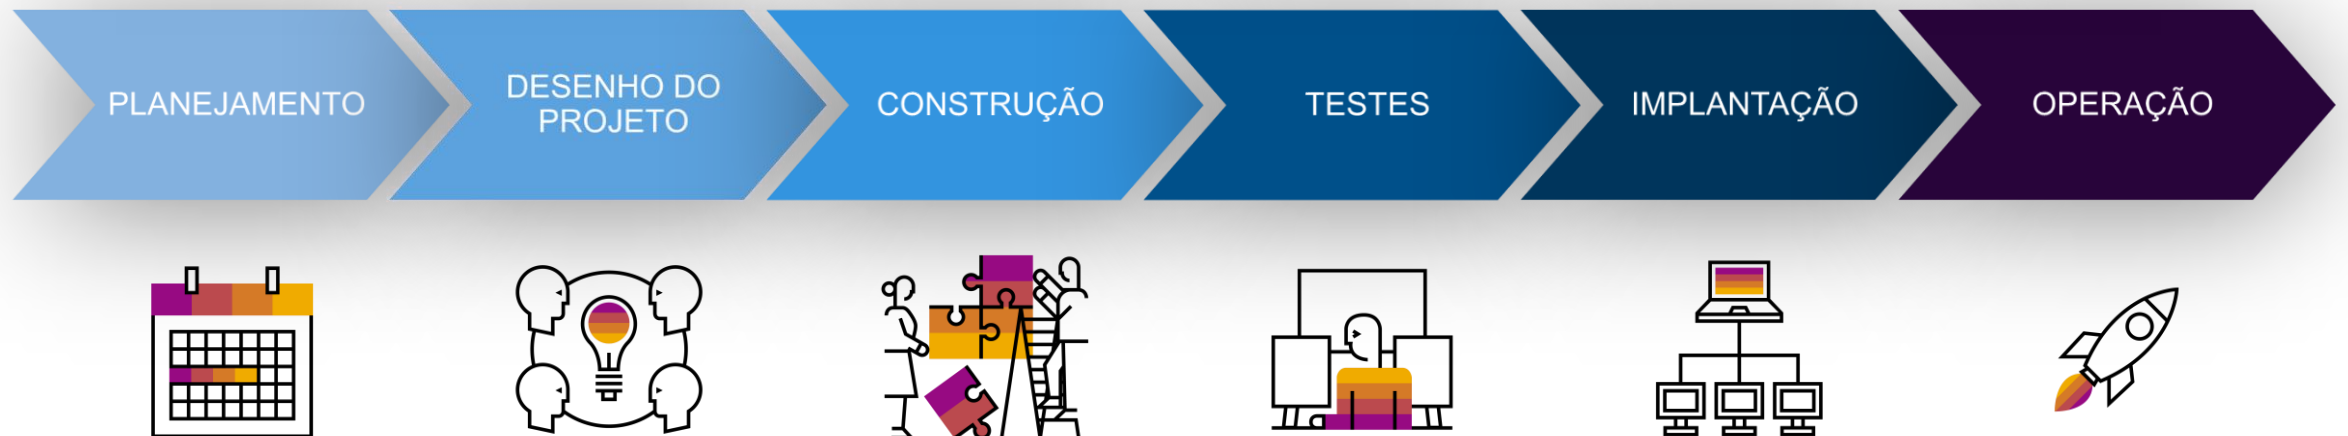 PLANEJAMENTO
DESENHO DO
PROJETO
CONSTRUÇÃO
TESTES
IMPLANTAÇÃO
OPERAÇÃO